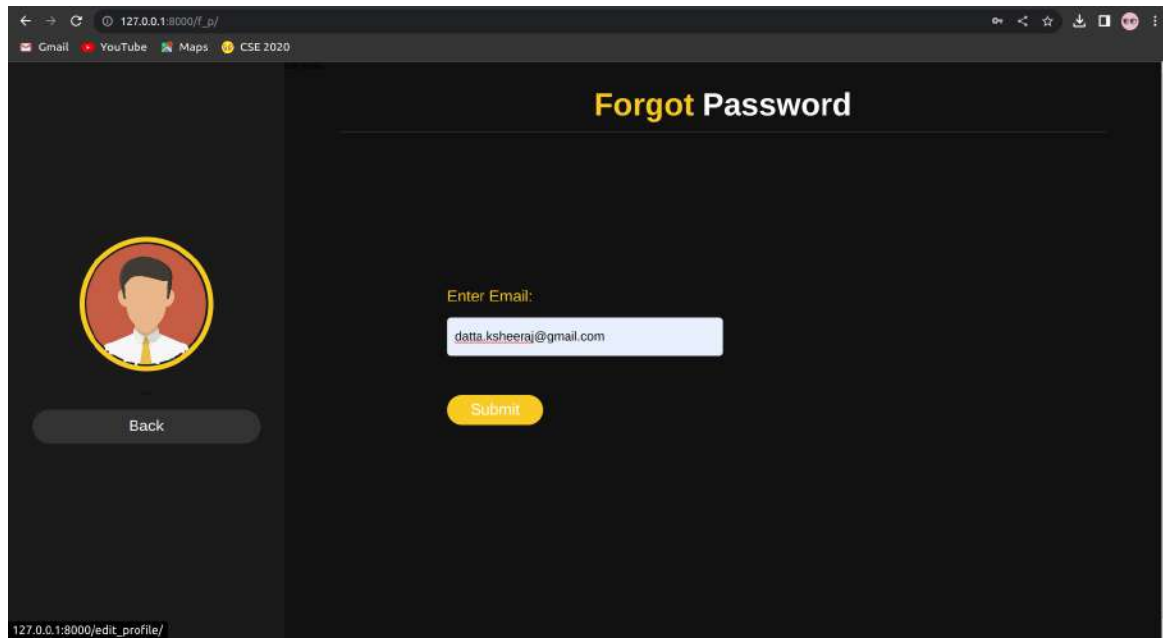 127.0.0.1:8000/f_p/
Gmail YouTube Maps CSE 2020
Forgot Password
Enter Email:
datta.ksheeraj@gmail.com
Submit
Back
127.0.0.1:8000/edit_profile/